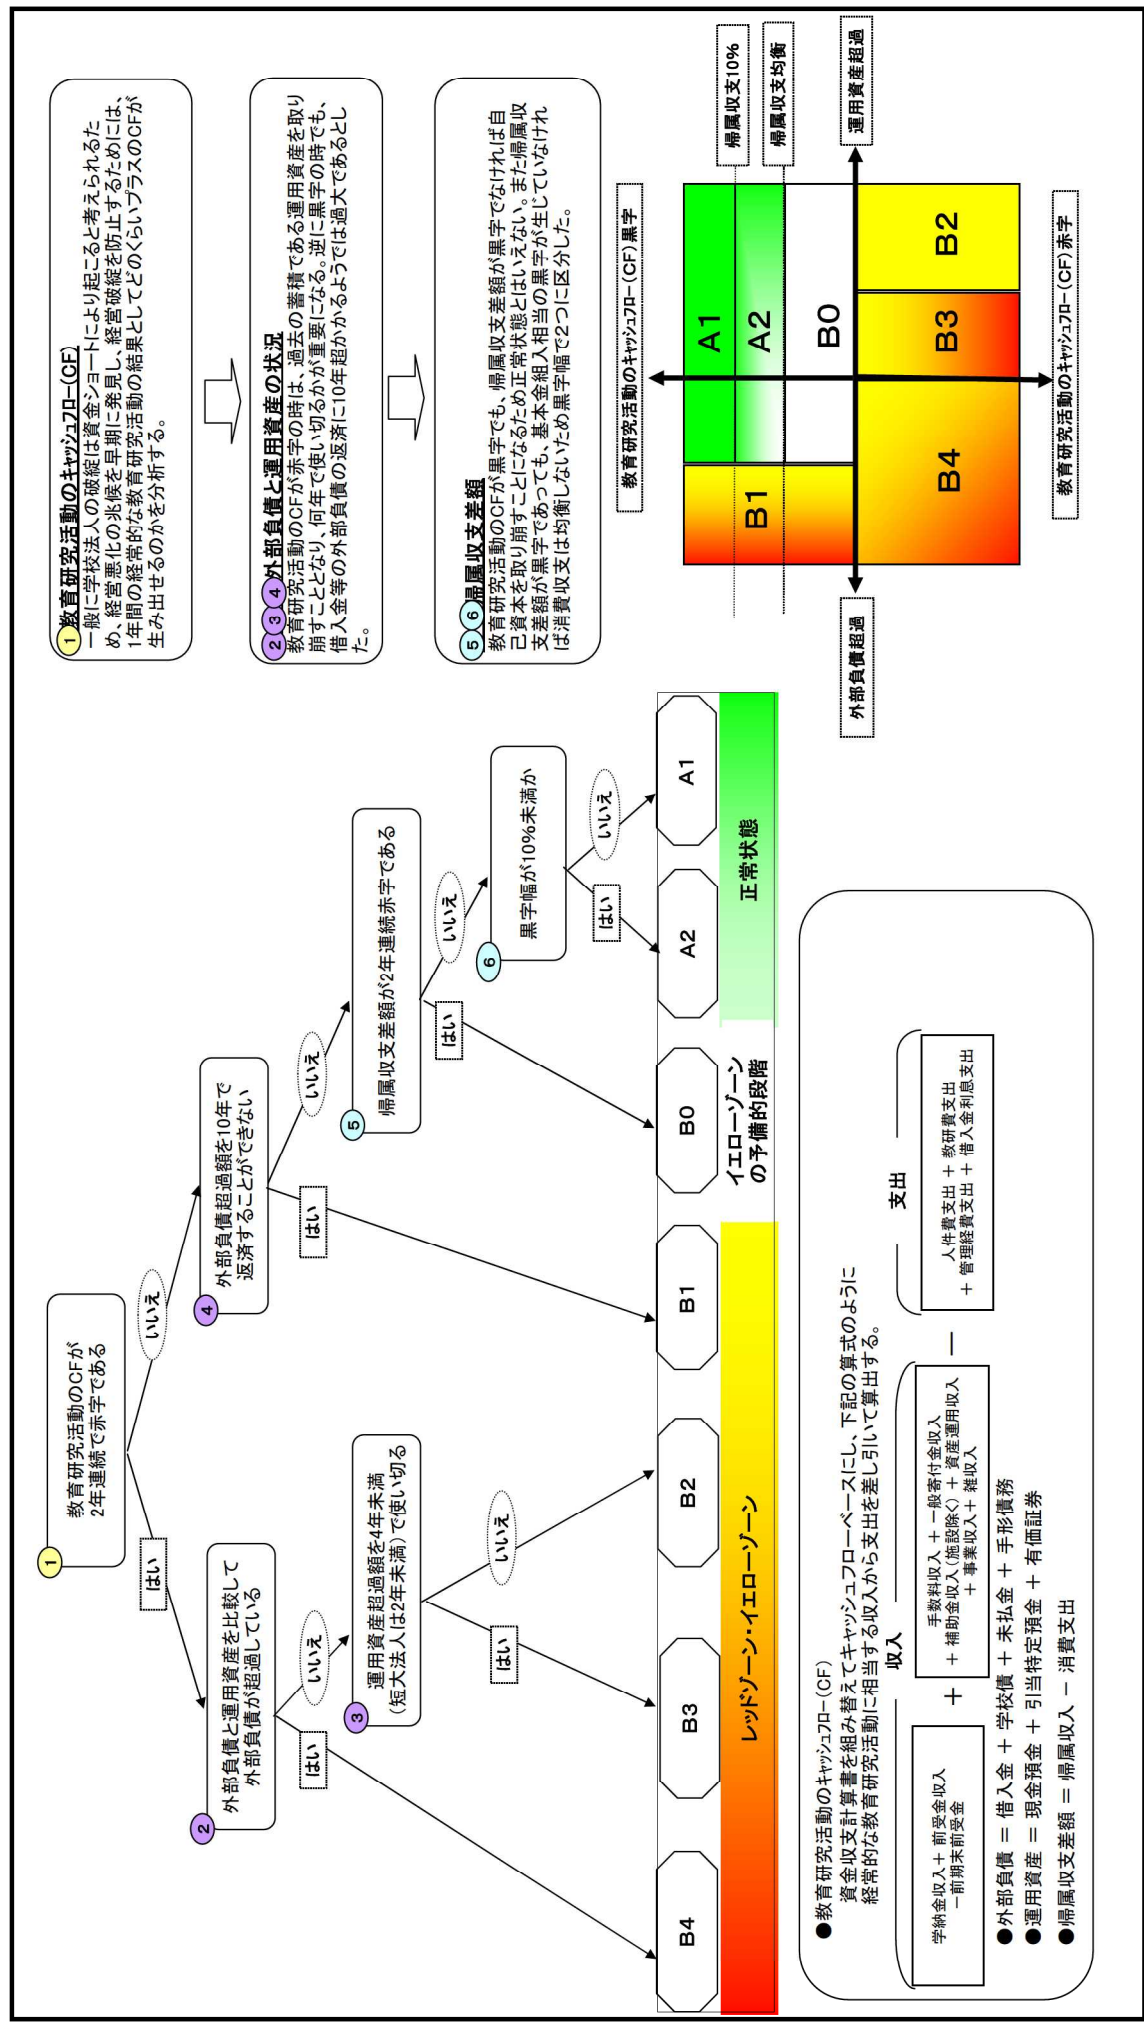 1
教育研究活動のCFが
2年連続で赤字である
はい
いいえ
2
外部負債と運用資産を比較して
外部負債が超過している
はい
いいえ
3
運用資産超過額を4年未満
(短大法人は2年未満)で使い切る
はい
いいえ
4
外部負債超過額を10年で
返済することができない
はい
いいえ
5
帰属収支差額が2年連続赤字である
はい
いいえ
6
黒字幅が10%未満か
はい
いいえ
B4
B3
B2
B1
B0
A2
A1
レッドゾーン・イエローゾーン
イエローゾーン
の予備的段階
正常状態
1 教育研究活動のキャッシュフロー(CF)
一般に学校法人の破綻は資金ショートにより起こると考えられるた
め、経営悪化の兆候を早期に発見し、経営破綻を防止するためには、
1年間の経常的な教育研究活動の結果としてどのくらいプラスのCFが
生み出せるのかを分析する。
2 3 4 外部負債と運用資産の状況
教育研究活動のCFが赤字の時は、過去の蓄積である運用資産を取り
崩すこととなり、何年で使い切るかが重要になる。逆に黒字の時でも、
借入金等の外部負債の返済に10年超かかるようでは過大であるとし
た。
5 6 帰属収支差額
教育研究活動のCFが黒字でも、帰属収支差額が黒字でなければ自
己資本を取り崩すことになるため正常状態とはいえない。また帰属収
支差額が黒字であっても、基本金組入相当の黒字が生じていなけれ
ば消費収支は均衡しないため黒字幅で2つに区分した。
教育研究活動のキャッシュフロー(CF)黒字
帰属収支10%
帰属収支均衡
A1
A2
B1
B0
外部負債超過
運用資産超過
B4
B3
B2
教育研究活動のキャッシュフロー(CF)赤字
●教育研究活動のキャッシュフロー(CF)
資金収支計算書を組み替えてキャッシュフローベースにし、下記の算式のように
経常的な教育研究活動に相当する収入から支出を差し引いて算出する。
収入
支出
学納金収入+ 前受金収入
-前期末前受金
+
手数料収入 + 一般寄付金収入
+ 補助金収入(施設除く) + 資産運用収入
+ 事業収入+ 雑収入
-
人件費支出 + 教研費支出
+ 管理経費支出 + 借入金利息支出
●外部負債 = 借入金 + 学校債 + 未払金 + 手形債務
●運用資産 = 現金預金 + 引当特定預金 + 有価証券
●帰属収支差額 = 帰属収入 - 消費支出